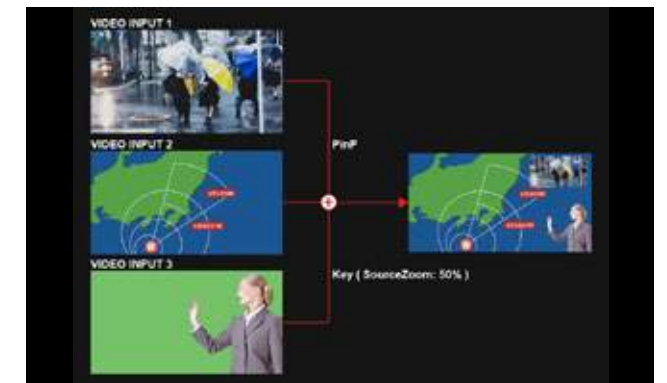 VIDEO INPUT 1
VIDEO INPUT 2
PinP
VIDEO INPUT 3
Key ( SourceZoom: 50% )